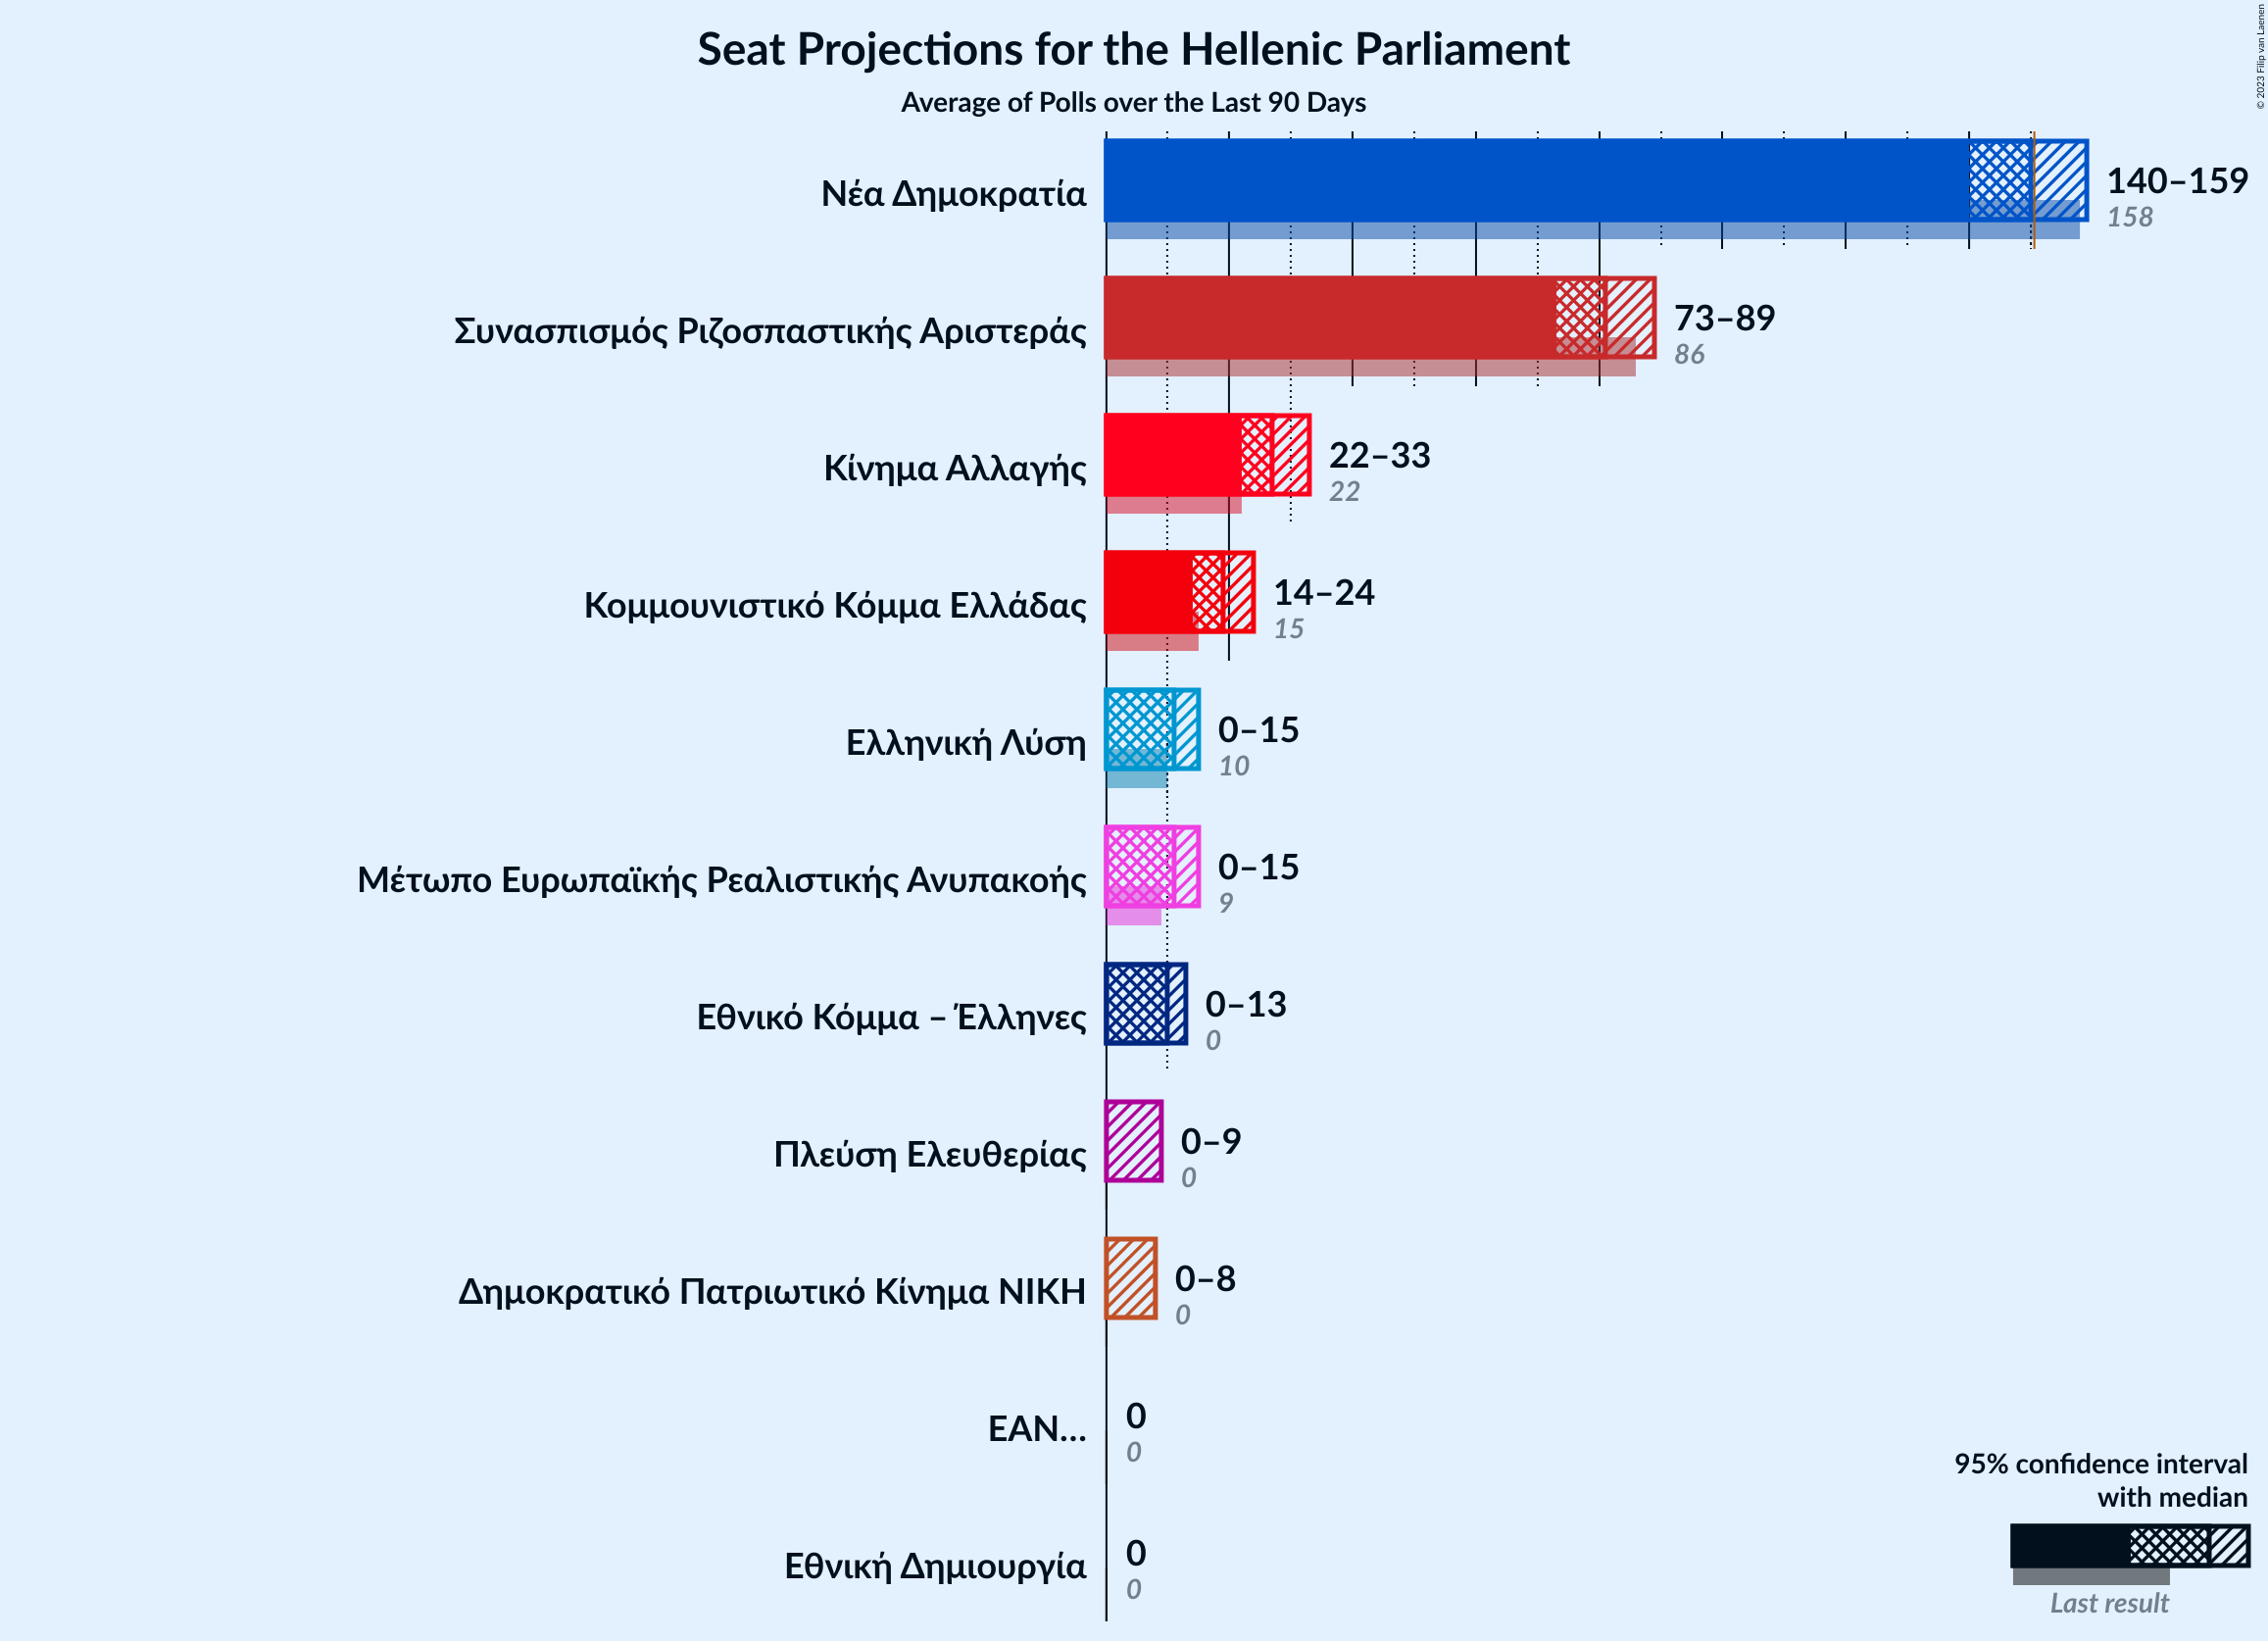 © 2023 Filip van Laenen
Seat Projections for the Hellenic Parliament
Average of Polls over the Last 90 Days
Νέα Δημοκρατία
140–159
158
Συνασπισμός Ριζοσπαστικής Αριστεράς
73–89
86
Κίνημα Αλλαγής
22–33
22
Κομμουνιστικό Κόμμα Ελλάδας
14–24
15
Ελληνική Λύση
0–15
10
Μέτωπο Ευρωπαϊκής Ρεαλιστικής Ανυπακοής
0–15
9
Εθνικό Κόμμα – Έλληνες
0–13
0
Πλεύση Ελευθερίας
0–9
0
Δημοκρατικό Πατριωτικό Κίνημα ΝΙΚΗ
0–8
0
ΕΑΝ…
0
0
Εθνική Δημιουργία
0
0
95% confidence interval
with median
Last result